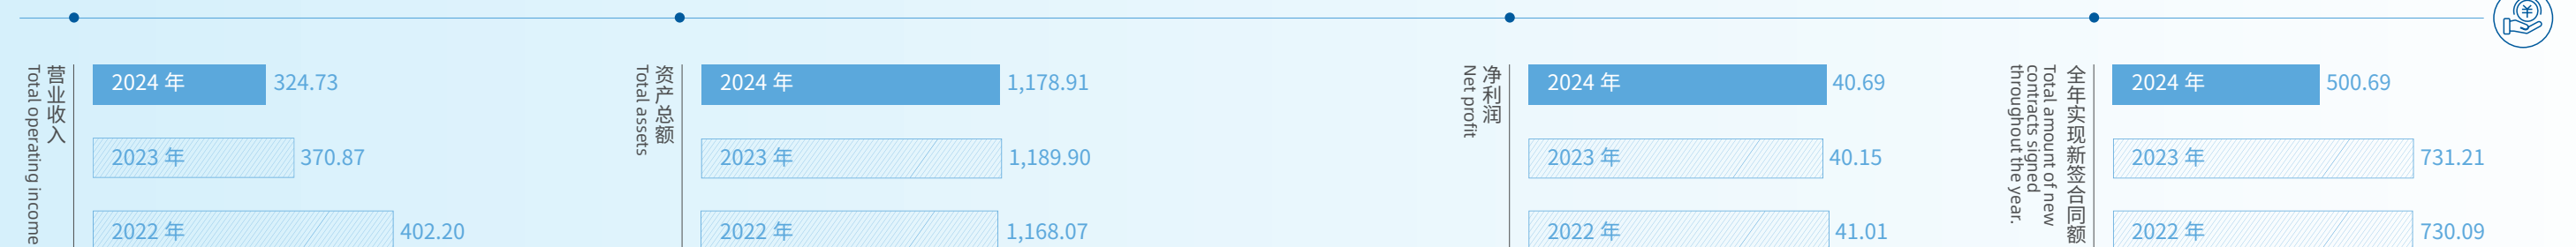 营业收入
Total operating income
2024 年 324.73
2023 年 370.87
2022 年 402.20
资产总额
Total assets
2024 年 1,178.91
2023 年 1,189.90
2022 年 1,168.07
净利润
Net profit
2024 年 40.69
2023 年 40.15
2022 年 41.01
全年实现新签合同额
Total amount of new
contracts signed
throughout the year.
2024 年 500.69
2023 年 731.21
2022 年 730.09
¥